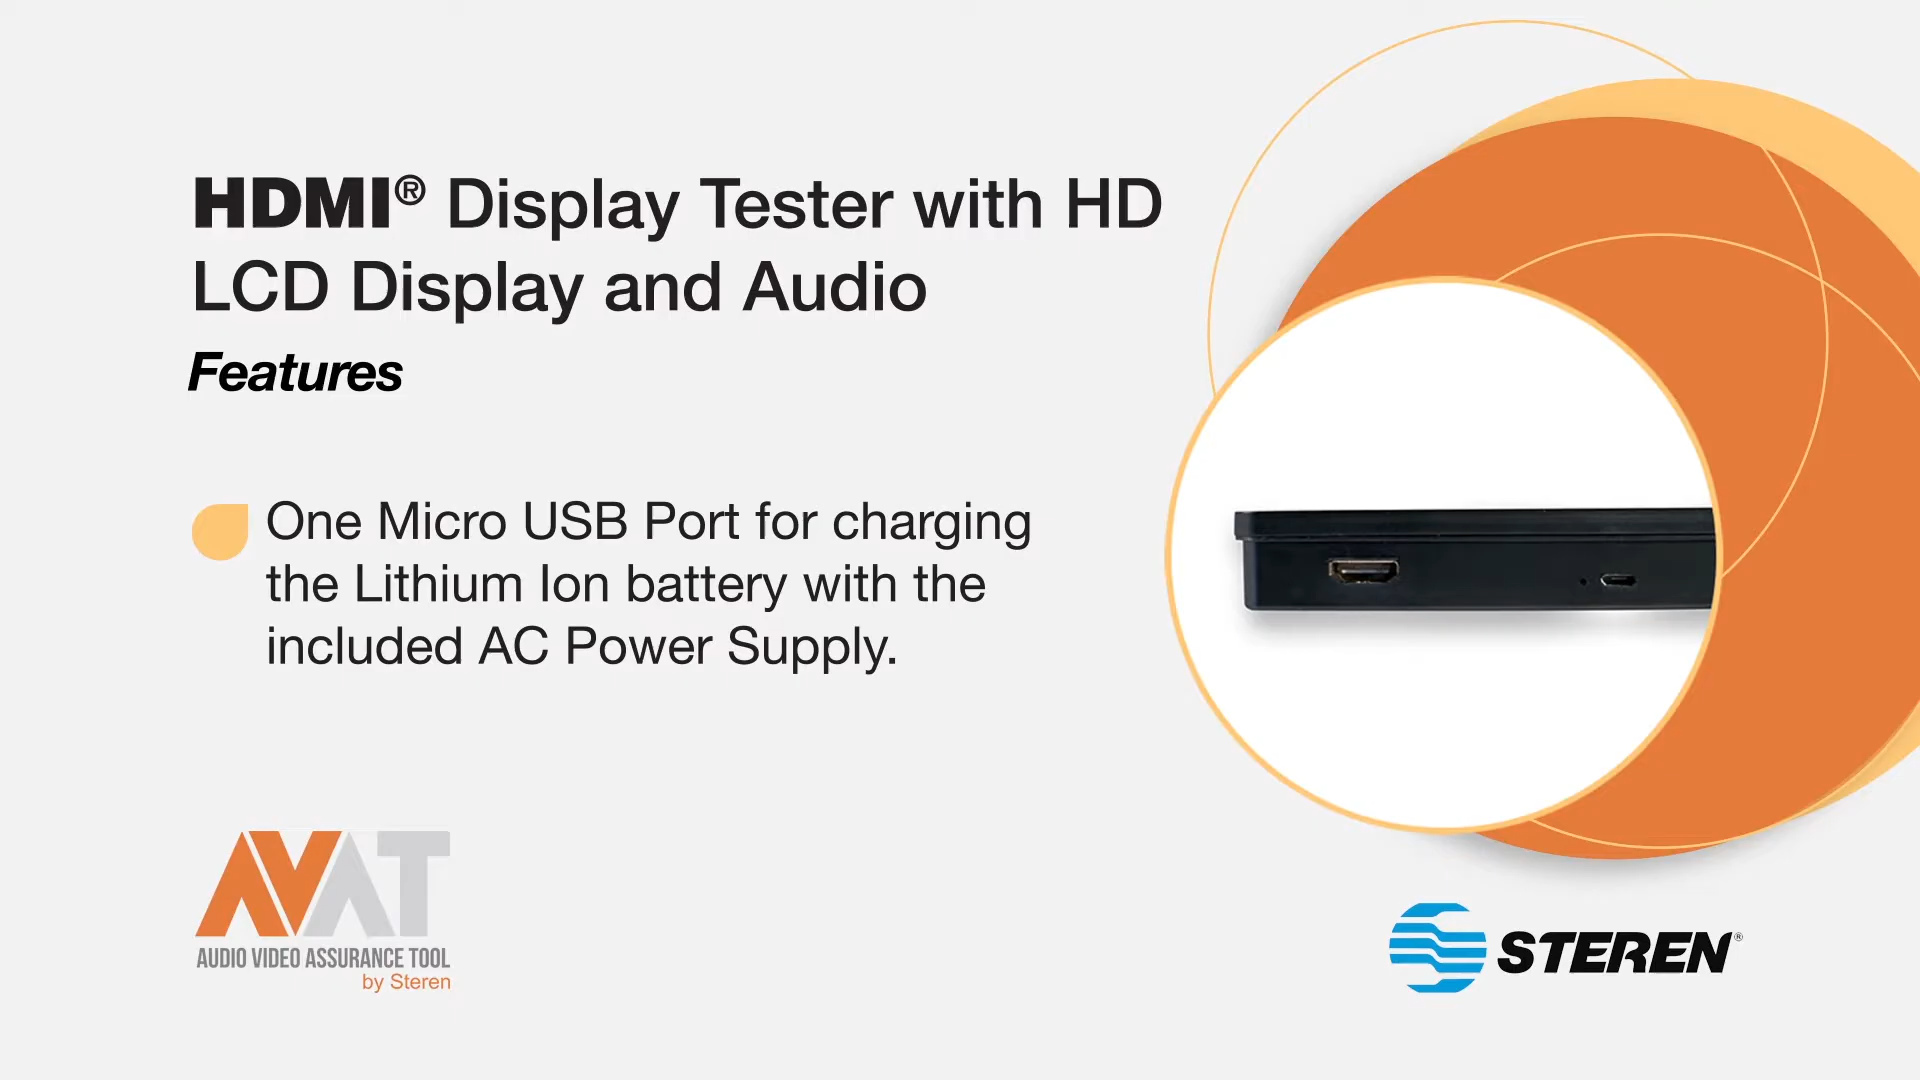 HDMI® Display Tester with HD
LCD Display and Audio
Features
One Micro USB Port for charging
the Lithium Ion battery with the
included AC Power Supply.
AVAT
AUDIO VIDEO ASSURANCE TOOL
by Steren
STEREN®